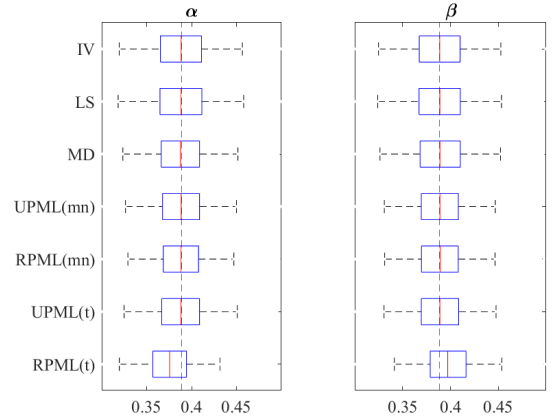 α β
IV
LS
MD
UPML(mn)
RPML(mn)
UPML(t)
RPML(t)
0.35 0.4 0.45 0.35 0.4 0.45